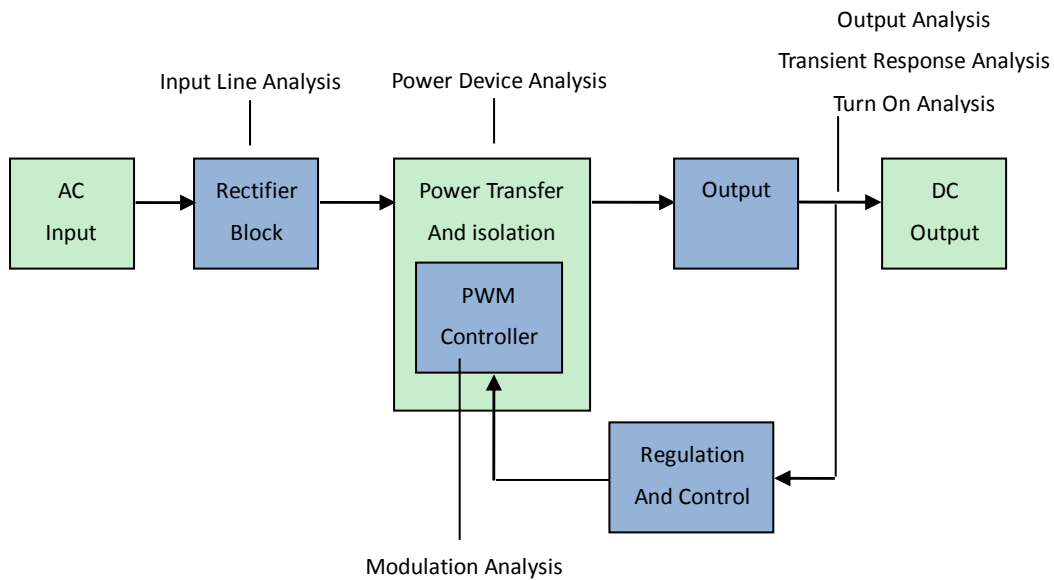 Output Analysis
Transient Response Analysis
Turn On Analysis
Input Line Analysis
Power Device Analysis
AC
Input
Rectifier
Block
Power Transfer
And isolation
PWM
Controller
Output
DC
Output
Regulation
And Control
Modulation Analysis